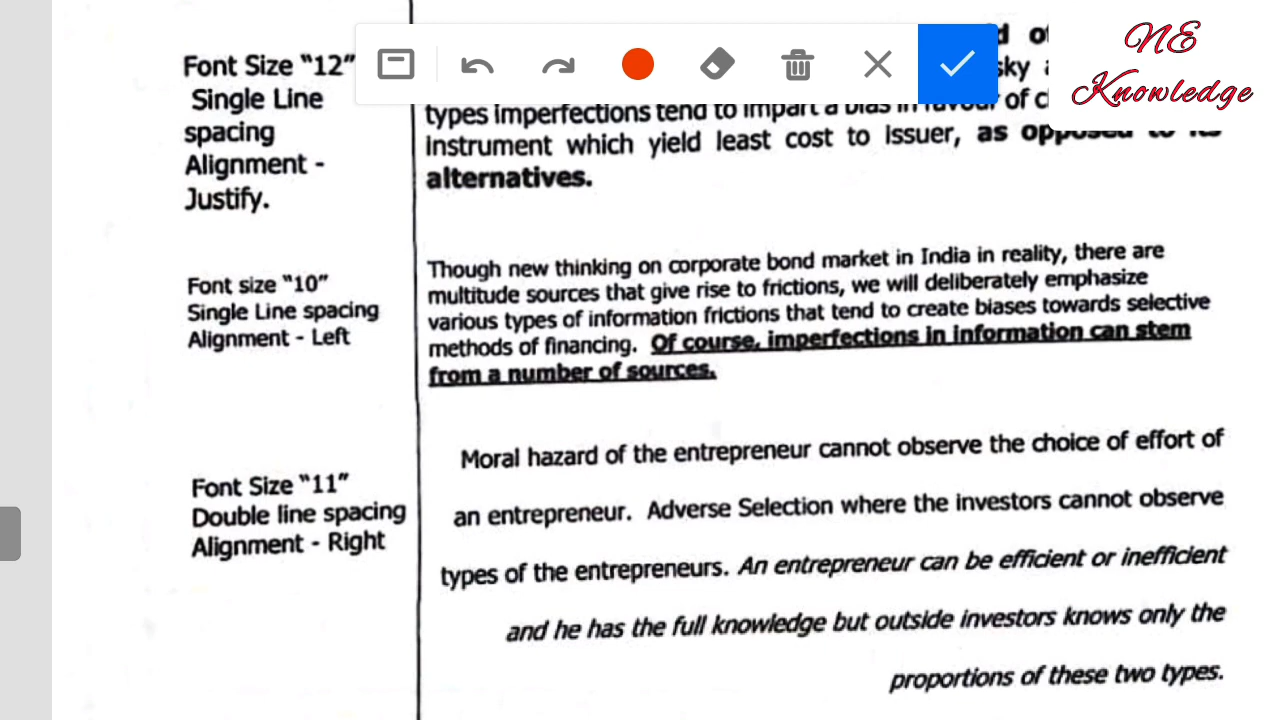 NE
Knowledge
Font Size "12"
Single Line
spacing
Alignment -
Justify.
types imperfections tend to impart a bias in favour of
instrument which yield least cost to issuer, as opposed to its
alternatives.
Font size "10"
Single Line spacing
Alignment - Left
Though new thinking on corporate bond market in India in reality, there are
multitude sources that give rise to frictions, we will deliberately emphasize
various types of information frictions that tend to create biases towards selective
methods of financing. Of course, imperfections in information can stem
from a number of sources.
Font Size "11"
Double line spacing
Alignment - Right
Moral hazard of the entrepreneur cannot observe the choice of effort of
an entrepreneur. Adverse Selection where the investors cannot observe
types of the entrepreneurs. An entrepreneur can be efficient or inefficient
and he has the full knowledge but outside investors knows only the
proportions of these two types.